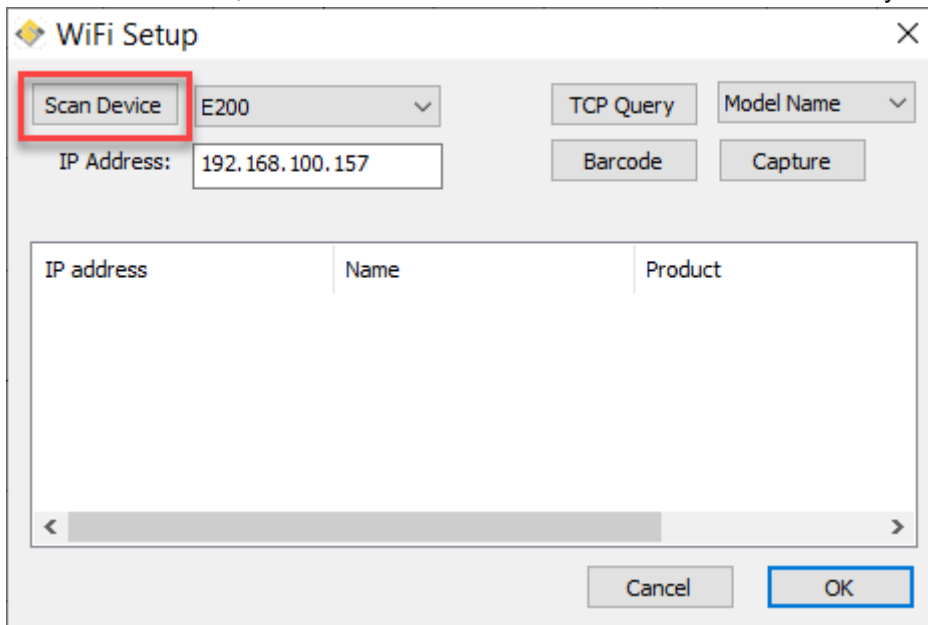 WiFi Setup
Scan Device E200 TCP Query Model Name
IP Address: 192.168.100.157 Barcode Capture
IP address Name Product
Cancel OK